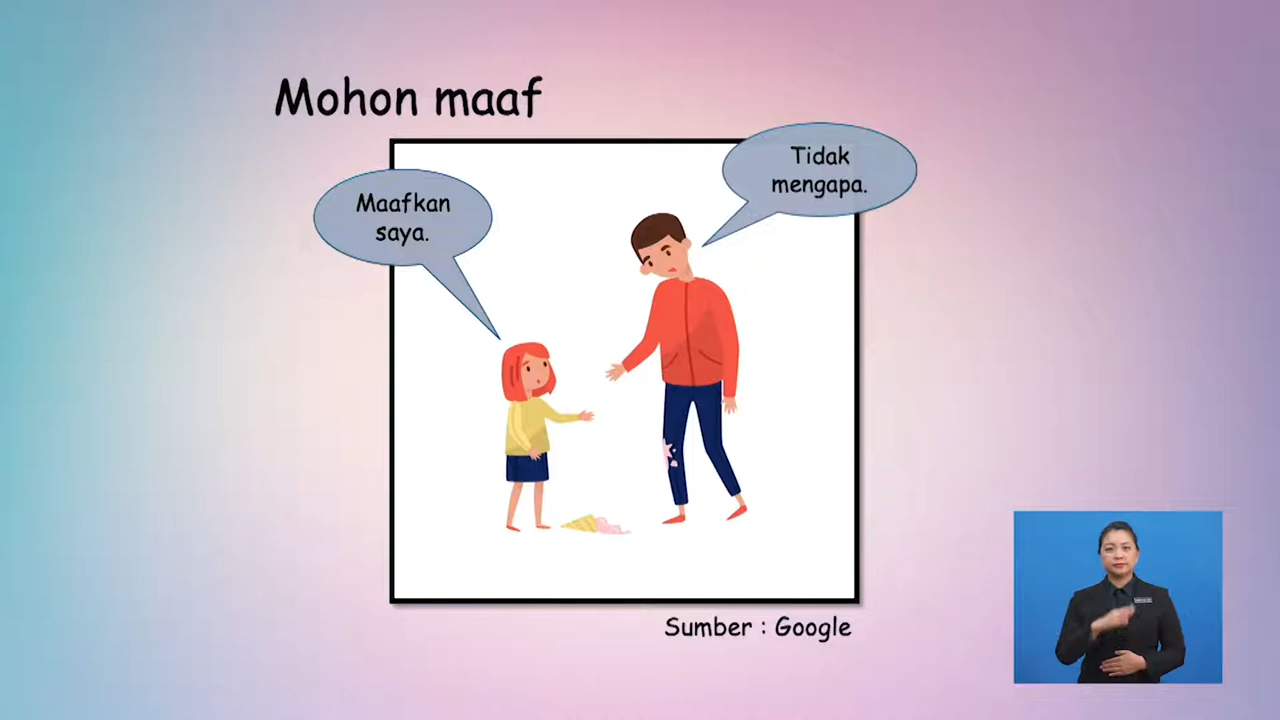 Mohon maaf
Maafkan
saya.
Tidak
mengapa.
Sumber : Google